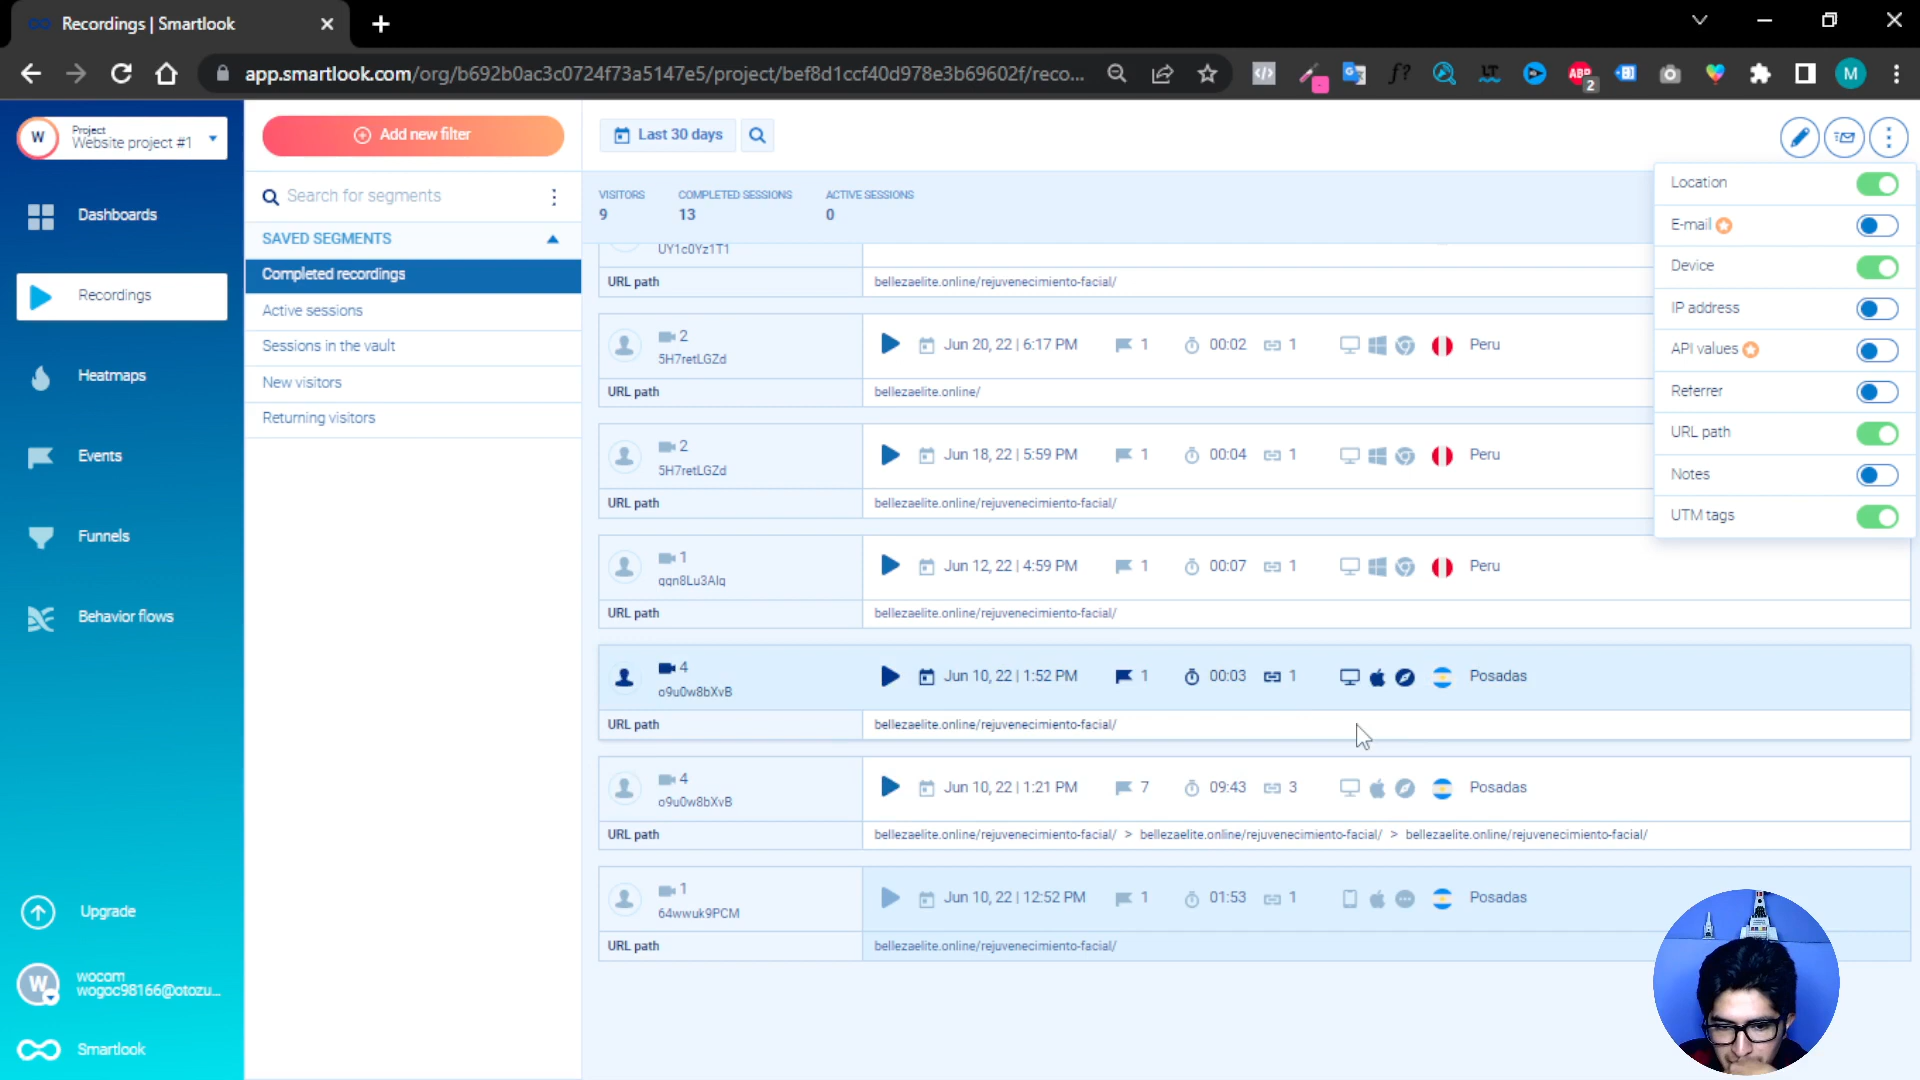 Recordings | Smartlook
app.smartlook.com/org/b692b0ac3c0724f73a5147e5/project/bef8d1ccf40d978e3b69602f/reco...
f?
LT
ABP
2
M
W
Project
Website project #1
Add new filter
Last 30 days
Dashboards
Recordings
Heatmaps
Events
Funnels
Behavior flows
Upgrade
W
wocom
wogoc98166@otozu...
Smartlook
Search for segments
SAVED SEGMENTS
Completed recordings
Active sessions
Sessions in the vault
New visitors
Returning visitors
VISITORS
9
COMPLETED SESSIONS
13
ACTIVE SESSIONS
0
UY1c0Yz1T1
URL path
bellezaelite.online/rejuvenecimiento-facial/
2
5H7retLGZd
Jun 20, 22 | 6:17 PM 1 00:02 1 Peru
URL path
bellezaelite.online/
2
5H7retLGZd
Jun 18, 22 | 5:59 PM 1 00:04 1 Peru
URL path
bellezaelite.online/rejuvenecimiento-facial/
1
qqn8Lu3AIq
Jun 12, 22 | 4:59 PM 1 00:07 1 Peru
URL path
bellezaelite.online/rejuvenecimiento-facial/
4
o9u0w8bXvB
Jun 10, 22 | 1:52 PM 1 00:03 1 Posadas
URL path
bellezaelite.online/rejuvenecimiento-facial/
4
o9u0w8bXvB
Jun 10, 22 | 1:21 PM 7 09:43 3 Posadas
URL path
bellezaelite.online/rejuvenecimiento-facial/ > bellezaelite.online/rejuvenecimiento-facial/ > bellezaelite.online/rejuvenecimiento-facial/
1
64wwuk9PCM
Jun 10, 22 | 12:52 PM 1 01:53 1 Posadas
URL path
bellezaelite.online/rejuvenecimiento-facial/
Location
E-mail
Device
IP address
API values
Referrer
URL path
Notes
UTM tags